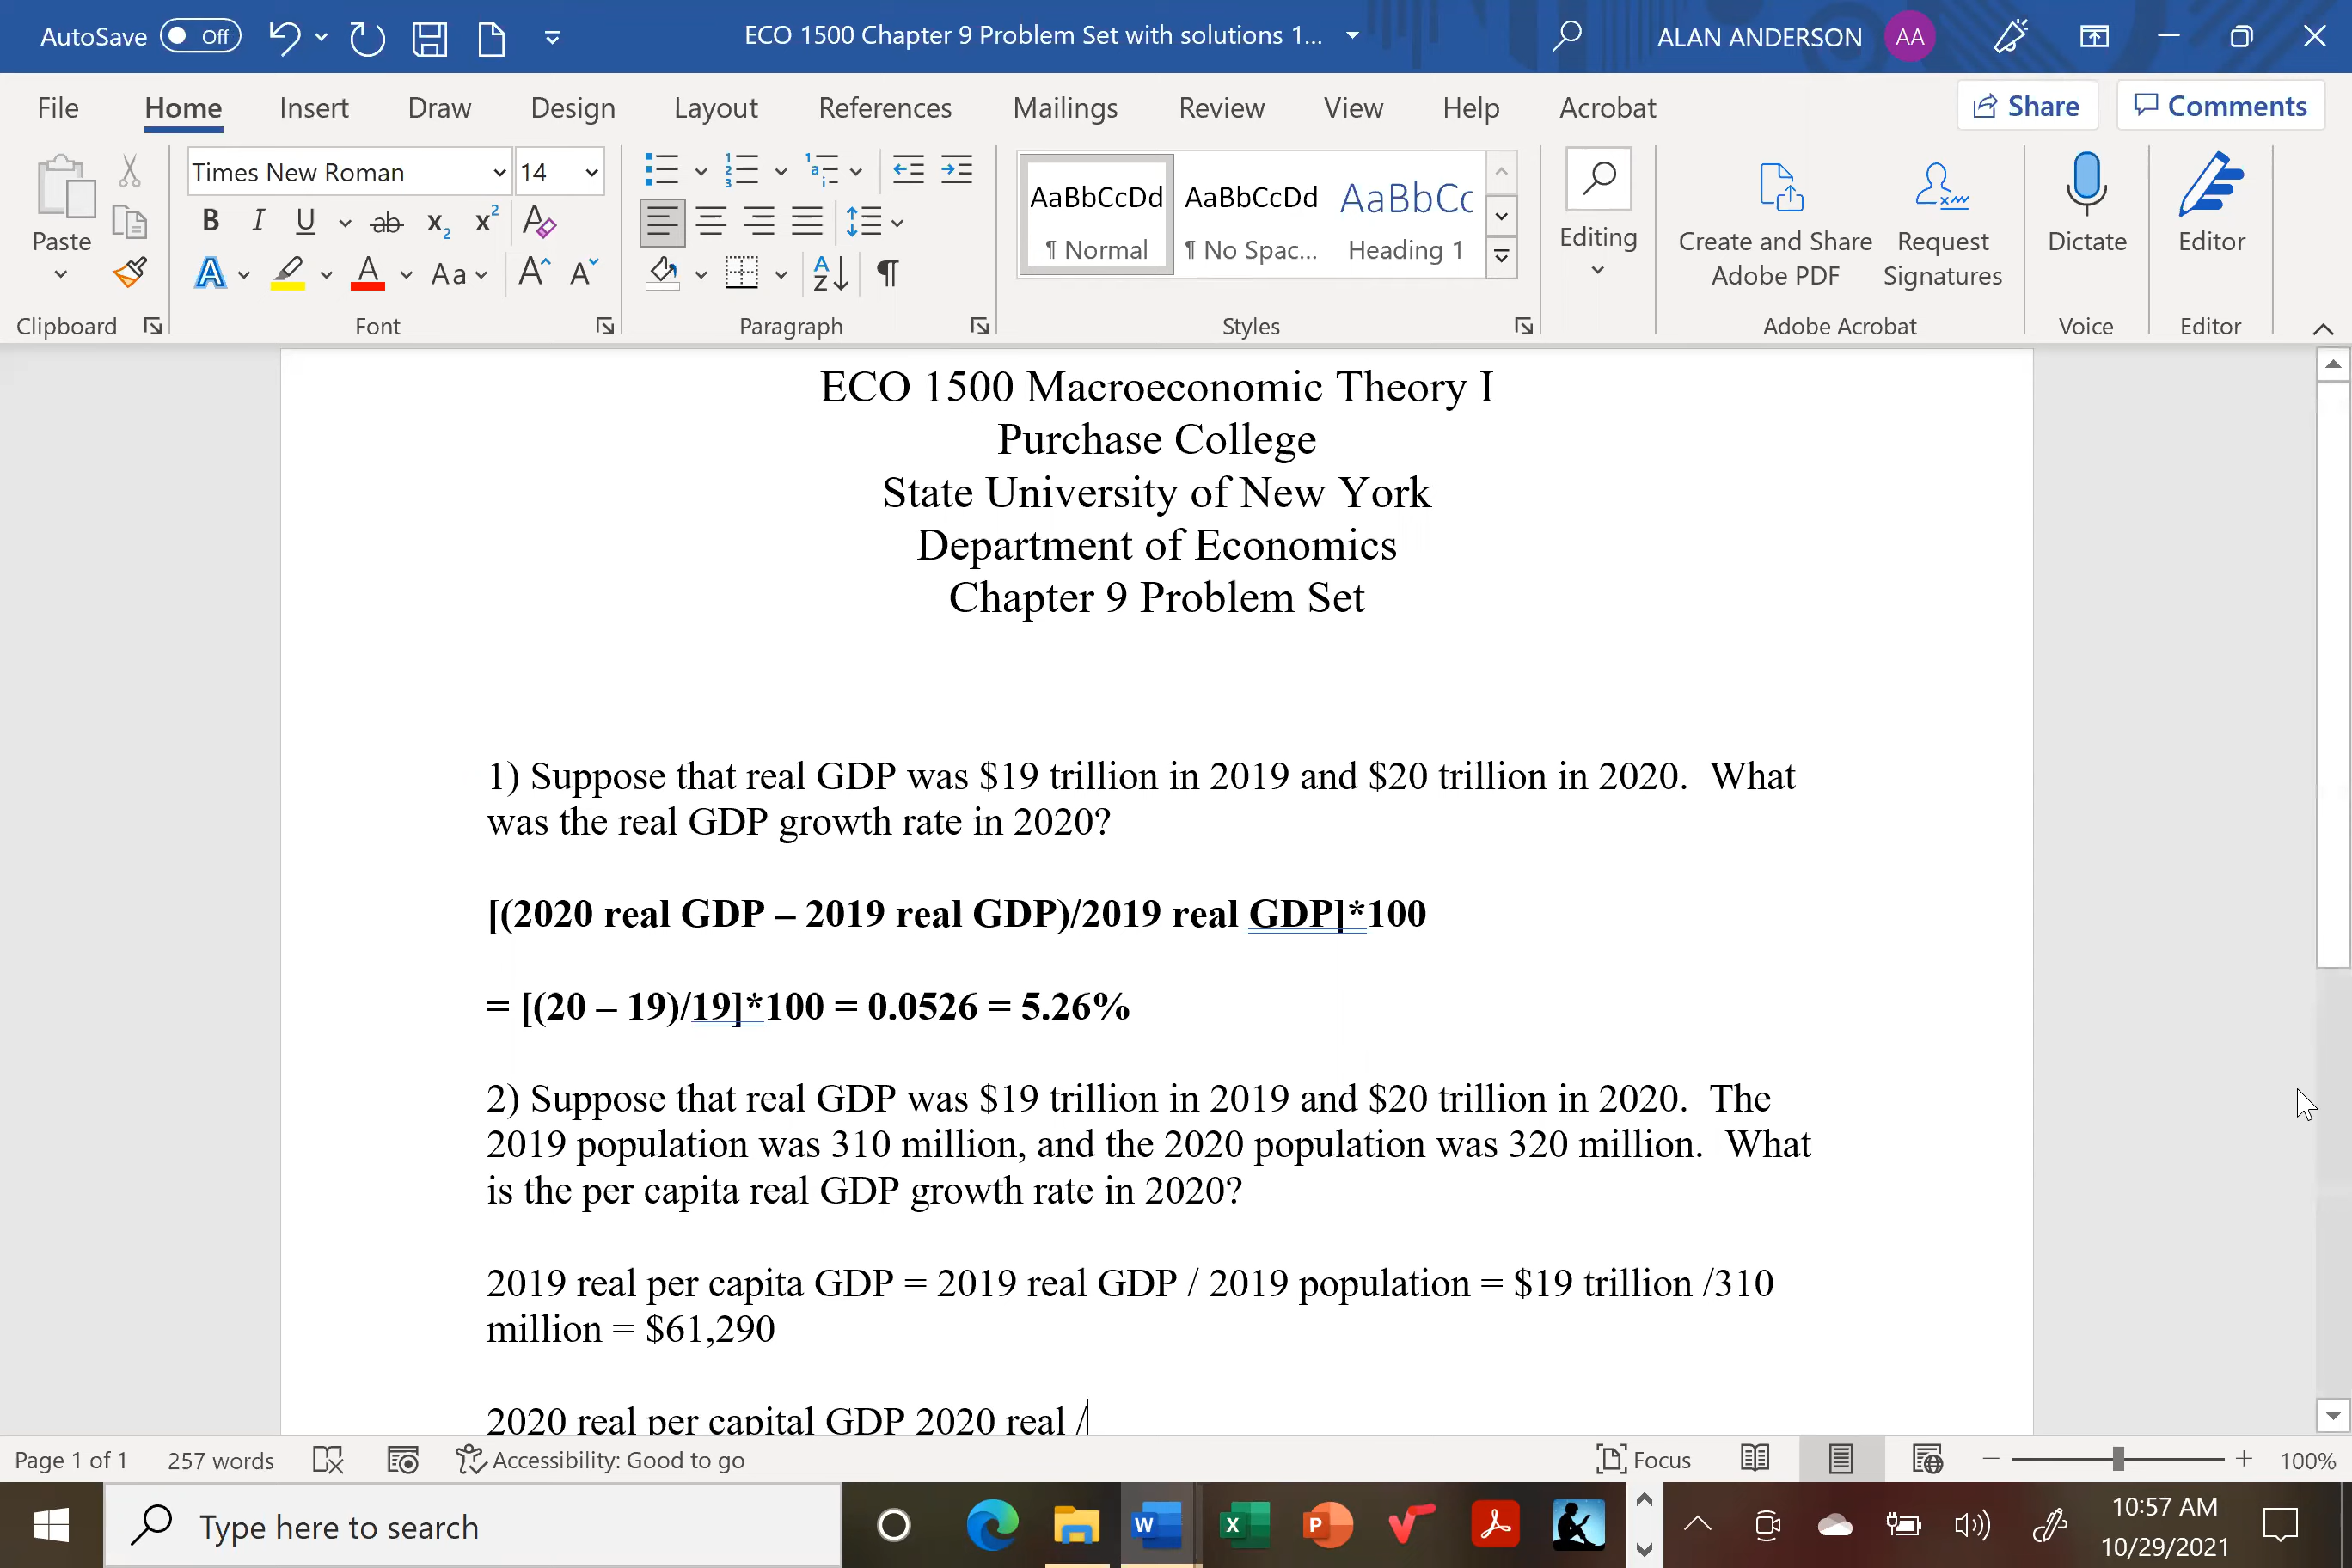 AutoSave Off ECO 1500 Chapter 9 Problem Set with solutions 1... ALAN ANDERSON AA
File Home Insert Draw Design Layout References Mailings Review View Help Acrobat Share Comments
Paste
Times New Roman 14
B I U ab x2 x2 A
A A Aa A A
AaBbCcDd AaBbCcDd AaBbCc
¶ Normal ¶ No Spac... Heading 1
Editing
Create and Share
Adobe PDF
Request
Signatures
Dictate
Editor
Clipboard Font Paragraph Styles Adobe Acrobat Voice Editor
ECO 1500 Macroeconomic Theory I
Purchase College
State University of New York
Department of Economics
Chapter 9 Problem Set
1) Suppose that real GDP was $19 trillion in 2019 and $20 trillion in 2020. What
was the real GDP growth rate in 2020?
[(2020 real GDP – 2019 real GDP)/2019 real GDP]*100
= [(20 – 19)/19]*100 = 0.0526 = 5.26%
2) Suppose that real GDP was $19 trillion in 2019 and $20 trillion in 2020. The
2019 population was 310 million, and the 2020 population was 320 million. What
is the per capita real GDP growth rate in 2020?
2019 real per capita GDP = 2019 real GDP / 2019 population = $19 trillion /310
million = $61,290
2020 real per capital GDP 2020 real /
Page 1 of 1 257 words Accessibility: Good to go Focus 100%
Type here to search
10:57 AM
10/29/2021